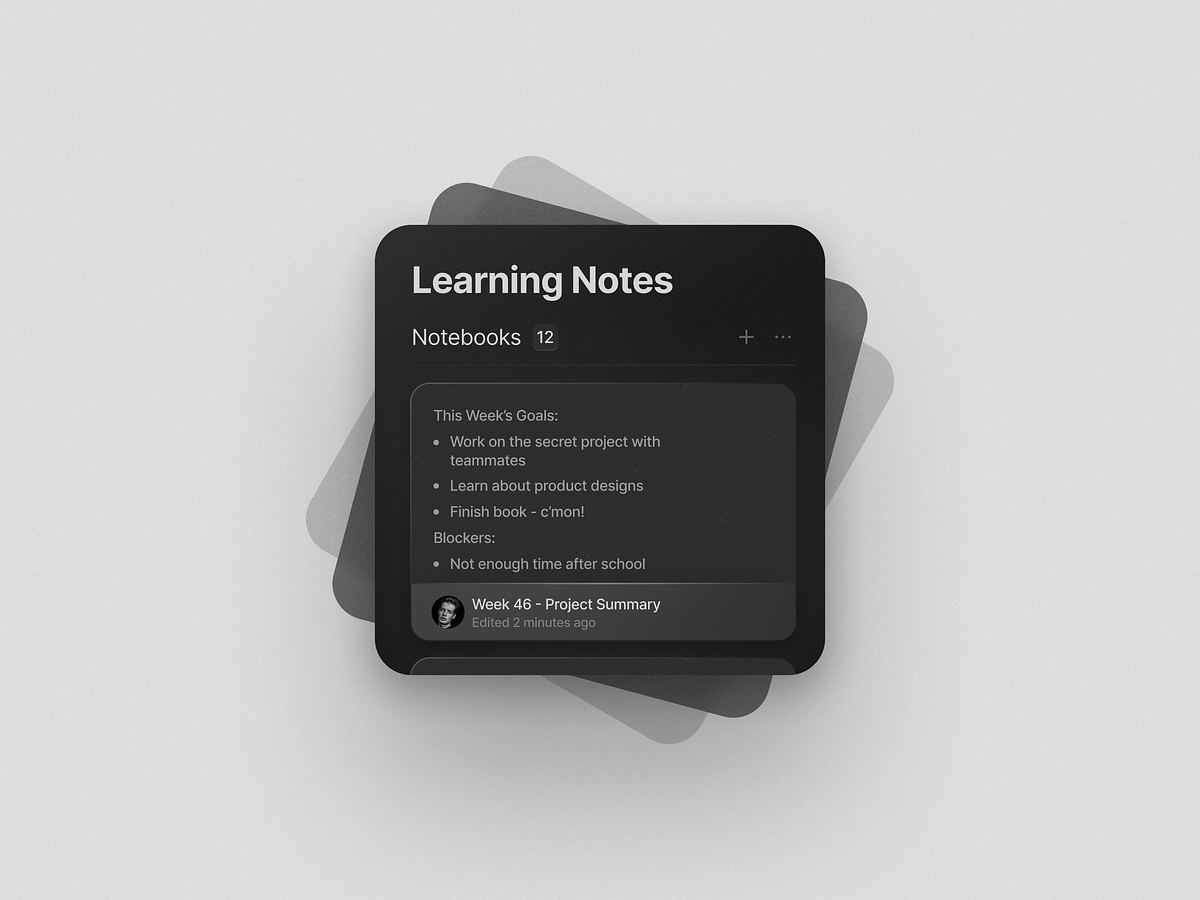 Learning Notes
Notebooks 12
This Week’s Goals:
• Work on the secret project with
teammates
• Learn about product designs
• Finish book - c’mon!
Blockers:
• Not enough time after school
Week 46 - Project Summary
Edited 2 minutes ago